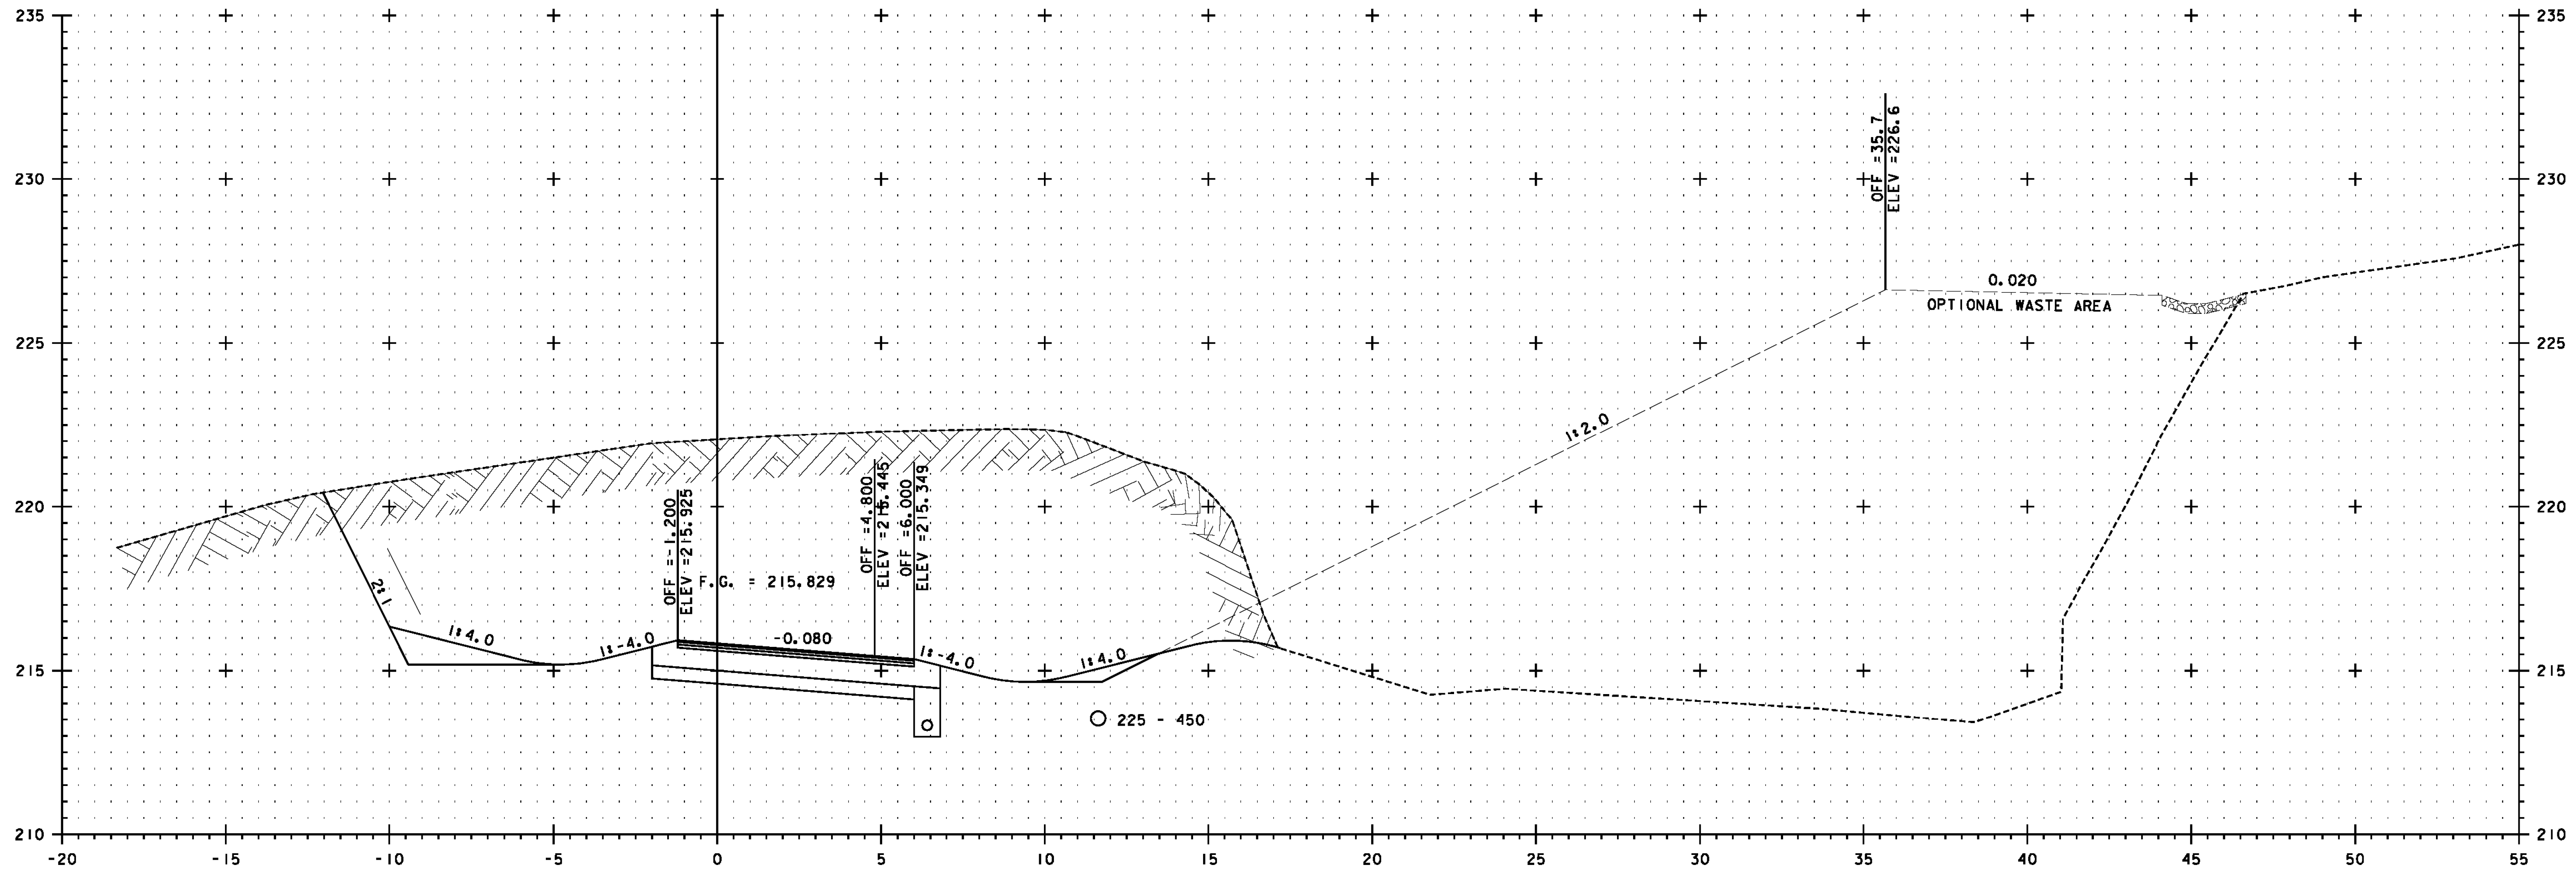 235
235
OFF =35.7
ELEV =226.6
230
230
0.020
OPTIONAL WASTE AREA
225
225
1:2.0
220
220
OFF =-1.200
ELEV =215.925
F.G. = 215.829
OFF =4.800
ELEV =215.445
OFF =6.000
ELEV =215.349
2:1
1:4.0
1:-4.0
-0.080
1:-4.0
1:4.0
215
215
225 - 450
210
210
-20 -15 -10 -5 0 5 10 15 20 25 30 35 40 45 50 55